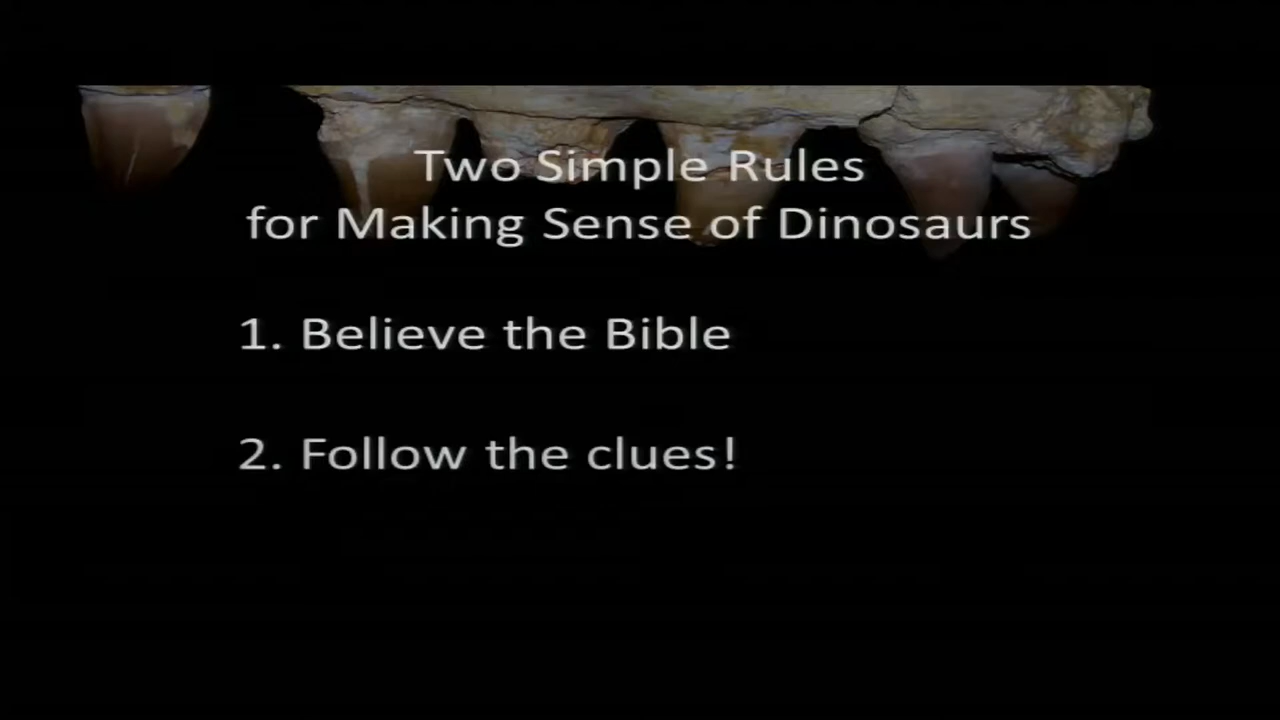 Two Simple Rules
for Making Sense of Dinosaurs
1. Believe the Bible
2. Follow the clues!